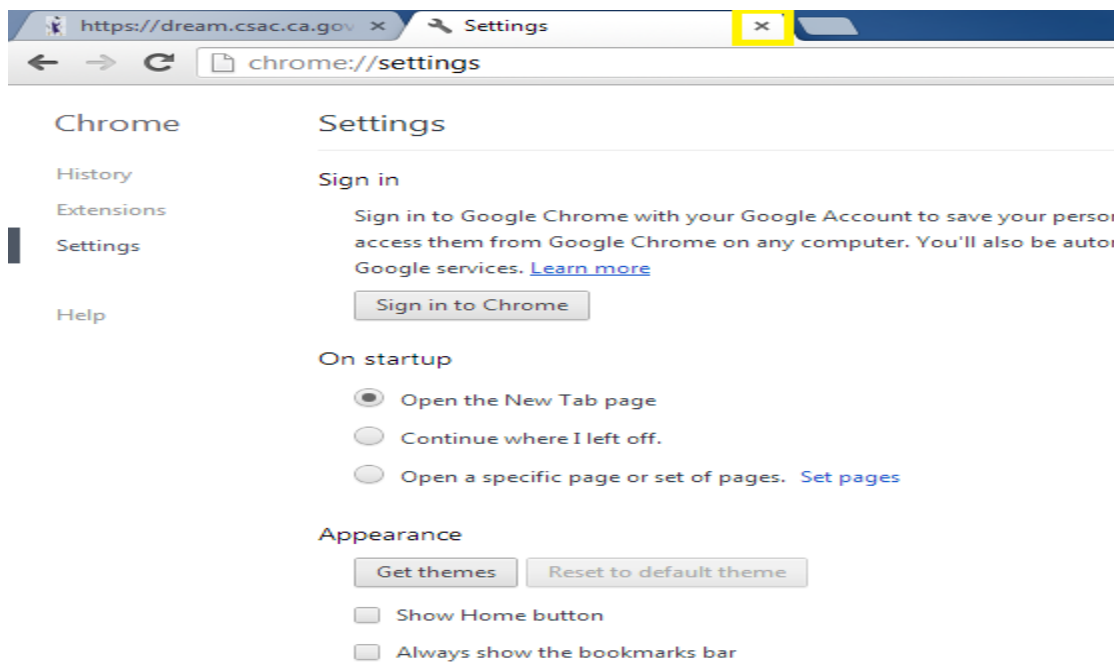 https://dream.csac.ca.gov Settings
chrome://settings
Chrome
Settings
History
Extensions
Settings
Help
Sign in
Sign in to Google Chrome with your Google Account to save your person
access them from Google Chrome on any computer. You'll also be autom
Google services. Learn more
Sign in to Chrome
On startup
Open the New Tab page
Continue where I left off.
Open a specific page or set of pages. Set pages
Appearance
Get themes Reset to default theme
Show Home button
Always show the bookmarks bar